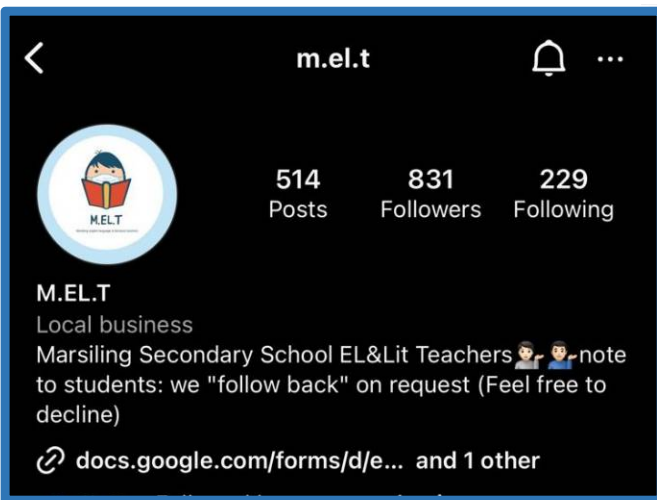 m.el.t
514 831 229
Posts Followers Following
M.EL.T
M.EL.T
Local business
Marsiling Secondary School EL&Lit Teachers💁🏻‍♀️💁🏻‍♂️note
to students: we "follow back" on request (Feel free to
decline)
docs.google.com/forms/d/e... and 1 other